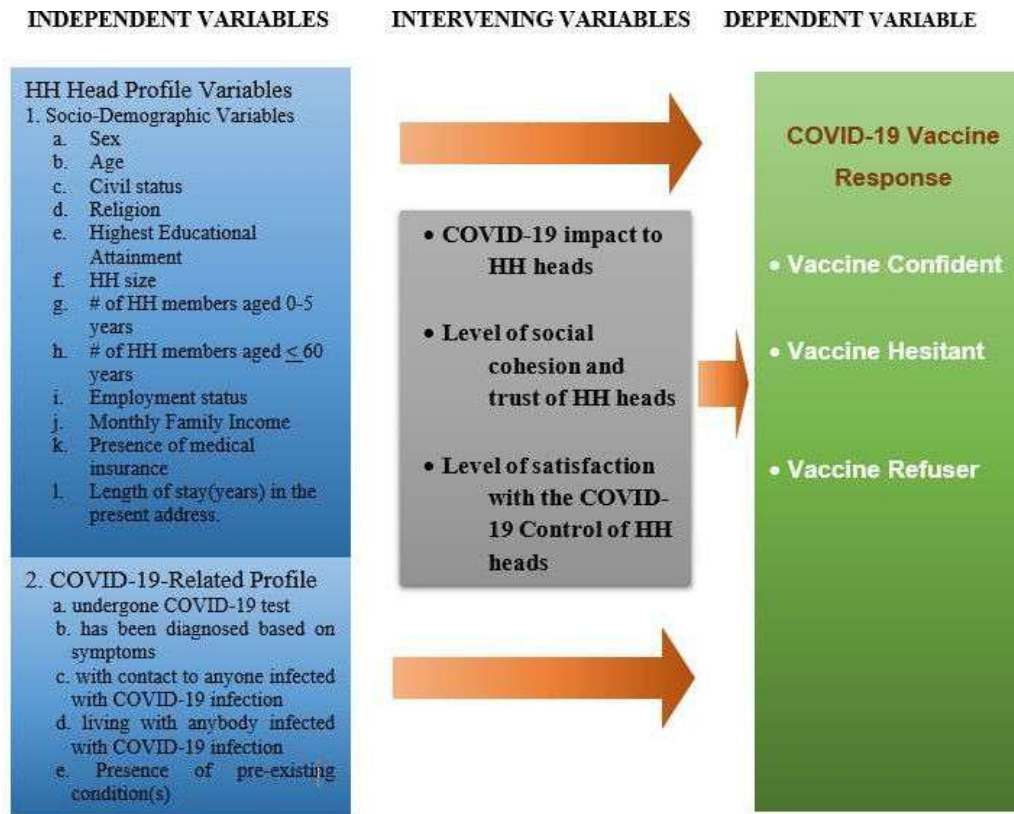 INDEPENDENT VARIABLES
INTERVENING VARIABLES
DEPENDENT VARIABLE
HH Head Profile Variables
1. Socio-Demographic Variables
a. Sex
b. Age
c. Civil status
d. Religion
e. Highest Educational
Attainment
f. HH size
g. # of HH members aged 0-5
years
h. # of HH members aged ≤ 60
years
i. Employment status
j. Monthly Family Income
k. Presence of medical
insurance
l. Length of stay(years) in the
present address.
2. COVID-19-Related Profile
a. undergone COVID-19 test
b. has been diagnosed based on
symptoms
c. with contact to anyone infected
with COVID-19 infection
d. living with anybody infected
with COVID-19 infection
e. Presence of pre-existing
condition(s)
• COVID-19 impact to
HH heads
• Level of social
cohesion and
trust of HH heads
• Level of satisfaction
with the COVID-
19 Control of HH
heads
COVID-19 Vaccine
Response
• Vaccine Confident
• Vaccine Hesitant
• Vaccine Refuser